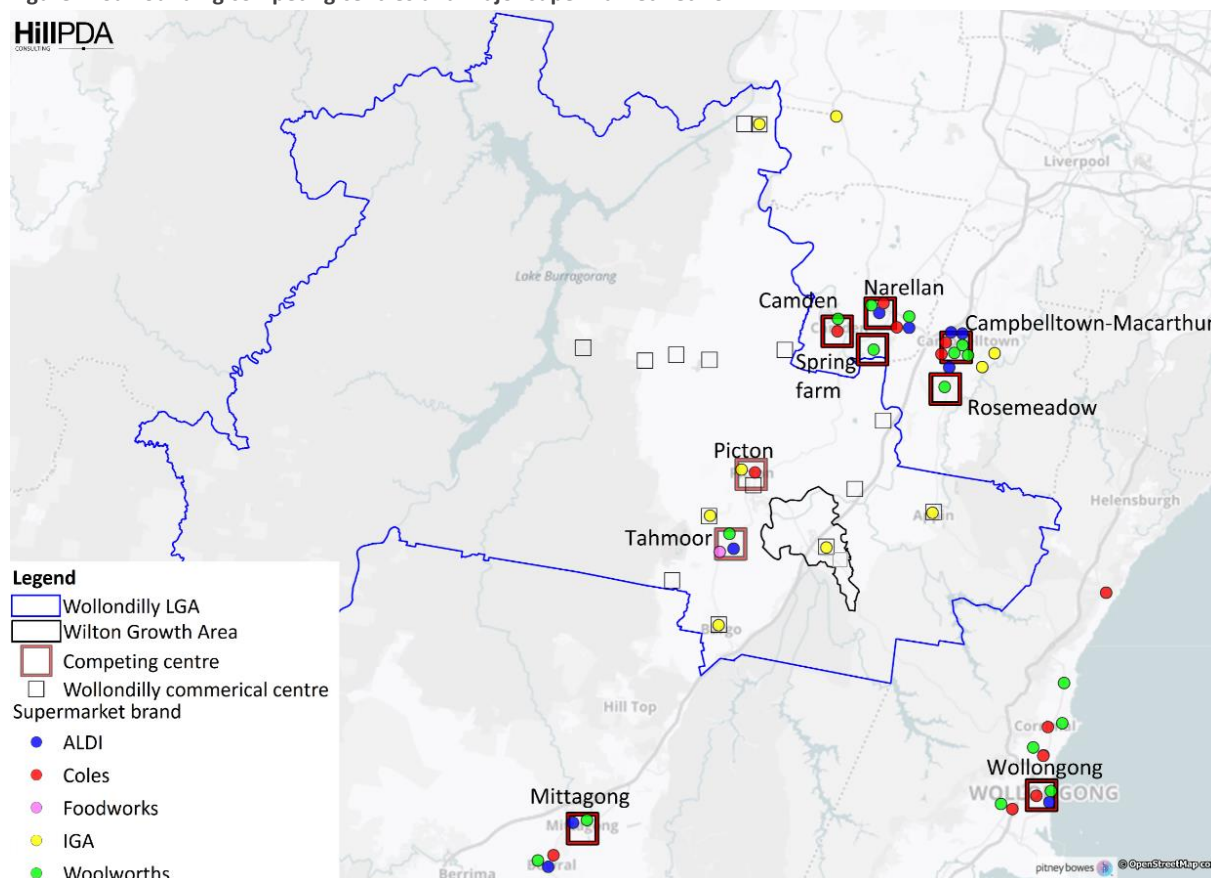 HillPDA
CONSULTING
Liverpool
Lake Burragorang
Camden
Narellan
Campbelltown-Macarthur
Spring
farm
Rosemeadow
Picton
Helensburgh
Appin
Tahmoor
Bargo
Hill Top
Wollongong
WOLLONGONG
Mittagong
Mittagong
Berrima
Legend
Wollondilly LGA
Wilton Growth Area
Competing centre
Wollondilly commerical centre
Supermarket brand
ALDI
Coles
Foodworks
IGA
Woolworths
pitney bowes
© OpenStreetMap co